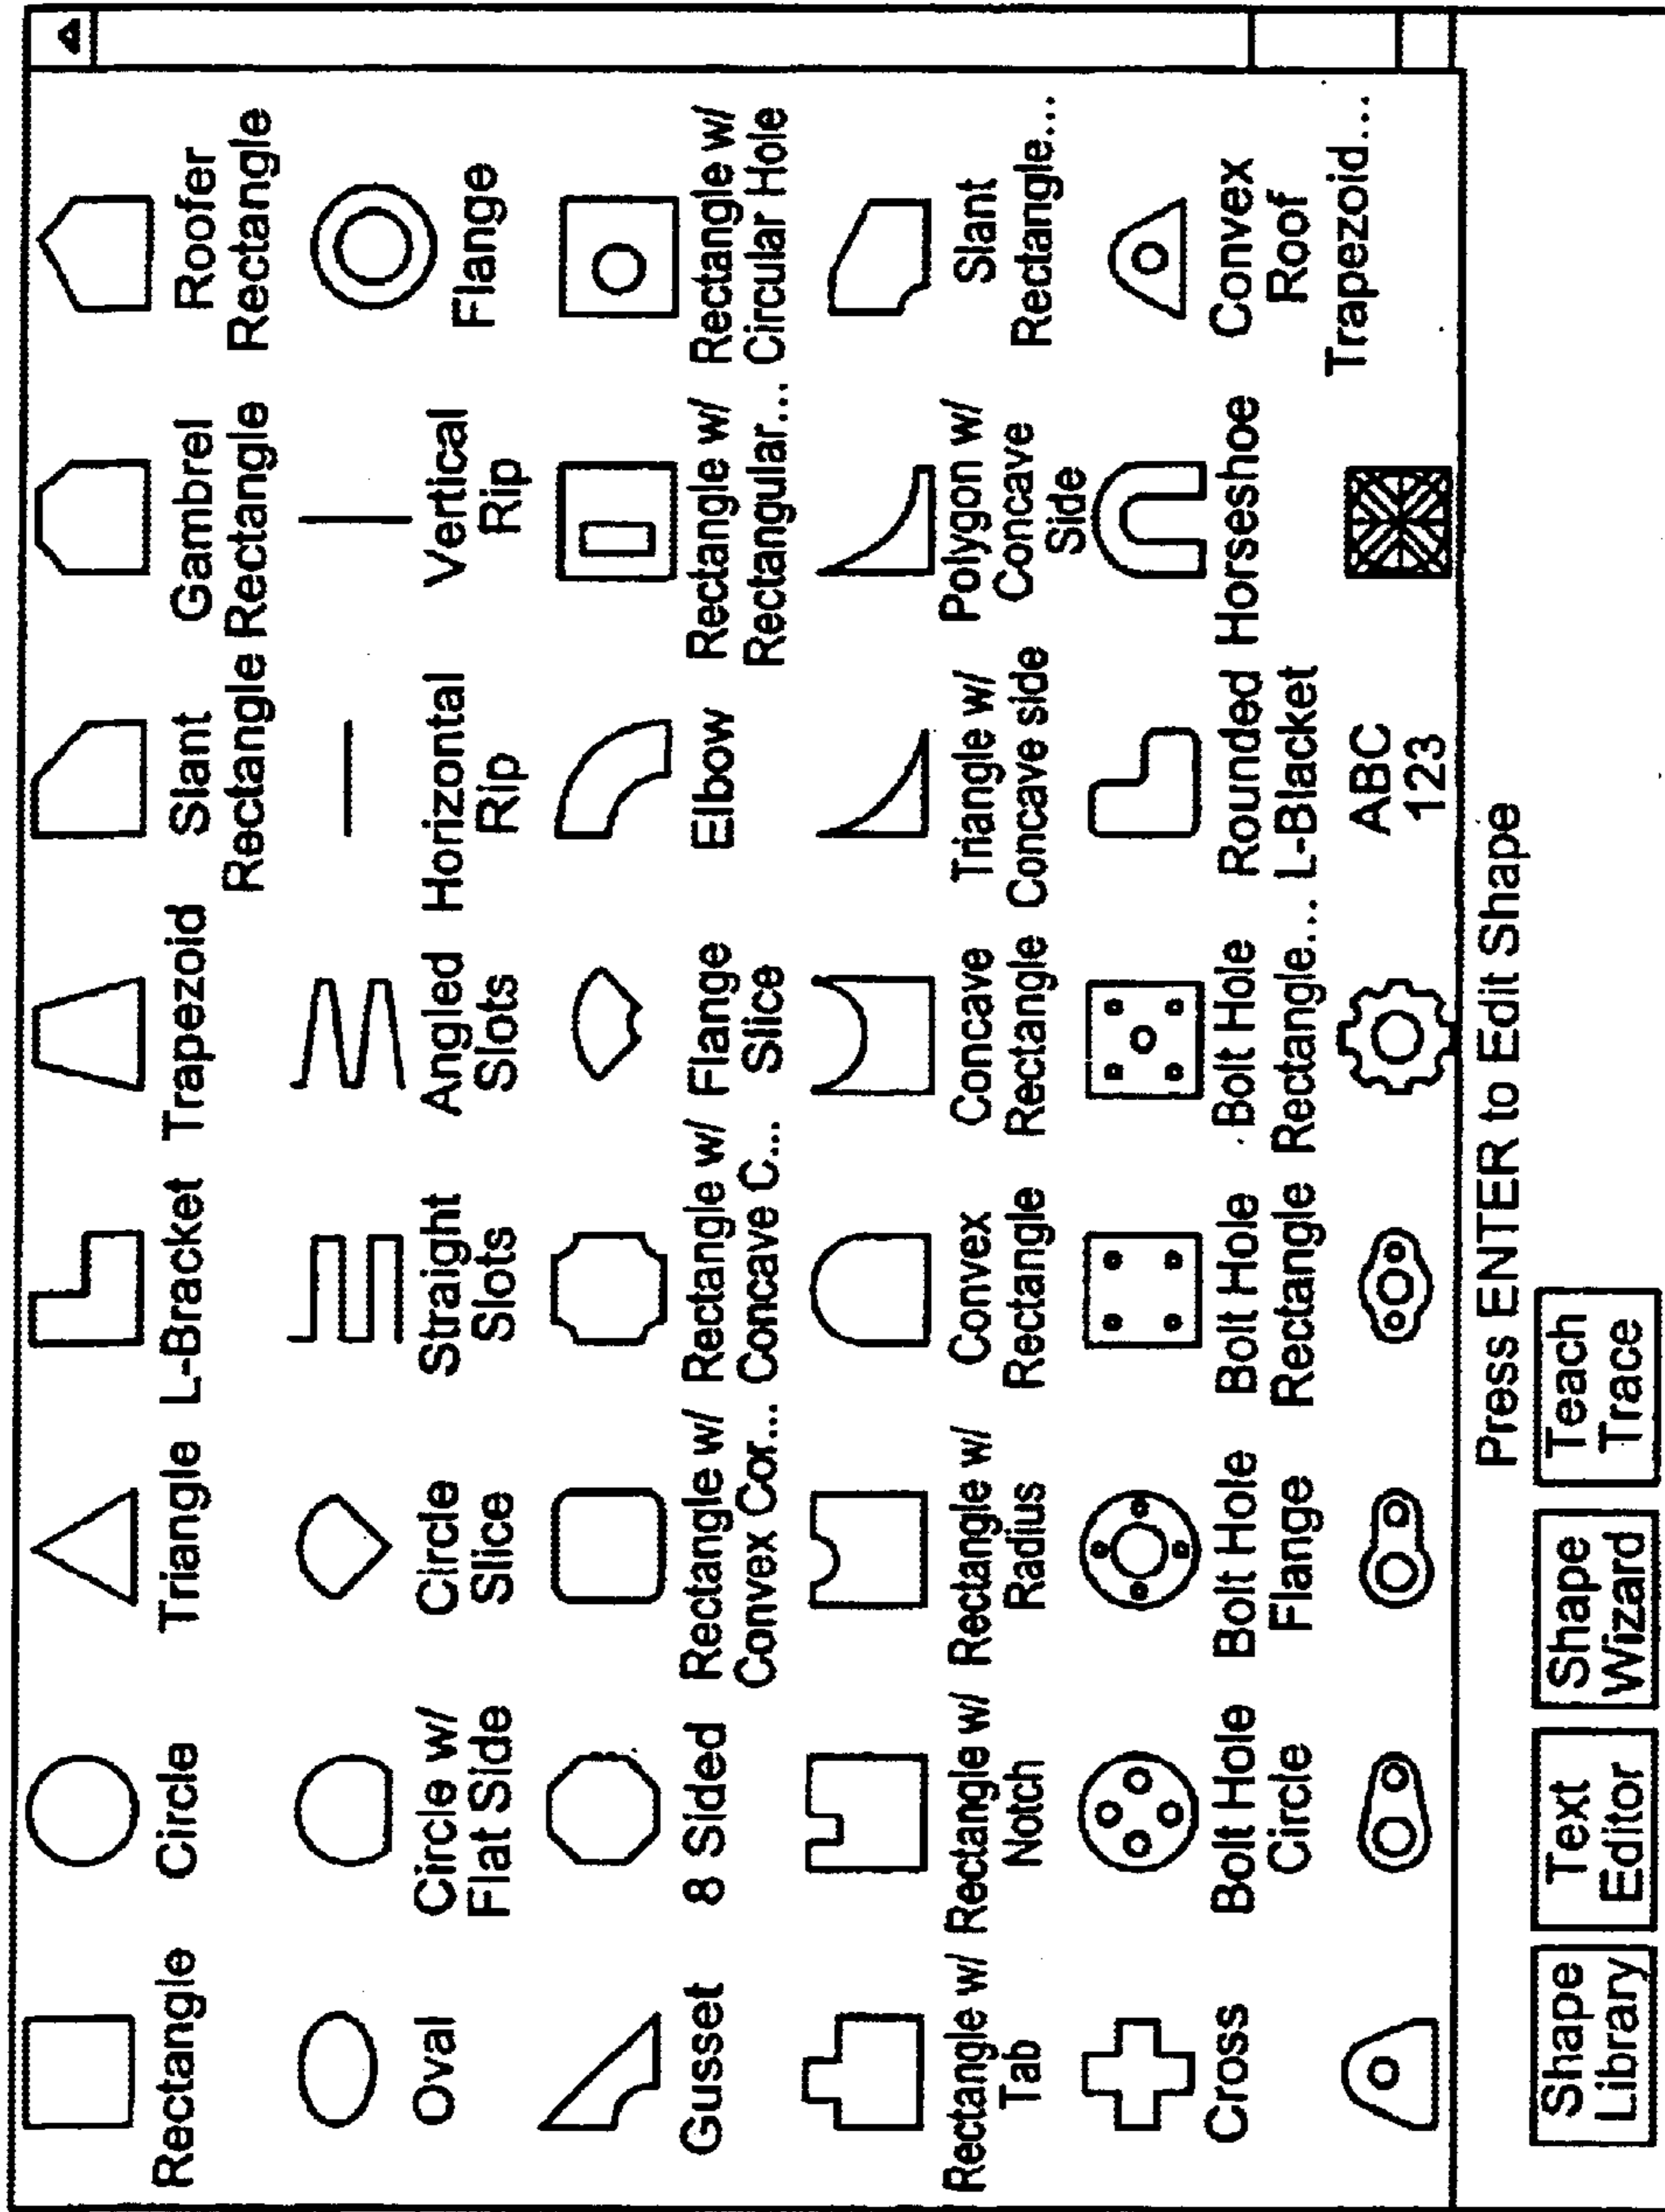 Rectangle
Circle
Triangle
L-Bracket
Trapezoid
Slant
Rectangle
Gambrel
Rectangle
Roofer
Rectangle
Oval
Circle w/
Flat Side
Circle
Slice
Straight
Slots
Angled
Slots
Horizontal
Rip
Vertical
Rip
Flange
Gusset
8 Sided
Rectangle w/
Convex Cor...
Rectangle w/
Concave C...
Flange
Slice
Elbow
Rectangle w/
Rectangular...
Rectangle w/
Circular Hole
Rectangle w/
Tab
Rectangle w/
Notch
Rectangle w/
Radius
Convex
Rectangle
Concave
Rectangle
Triangle w/
Concave side
Polygon w/
Concave
Side
Slant
Rectangle...
Cross
Bolt Hole
Circle
Bolt Hole
Flange
Bolt Hole
Rectangle
Bolt Hole
Rectangle...
Rounded
L-Blacket
Horseshoe
Convex
Roof
Trapezoid...
ABC
123
Press ENTER to Edit Shape
Shape
Library
Text
Editor
Shape
Wizard
Teach
Trace